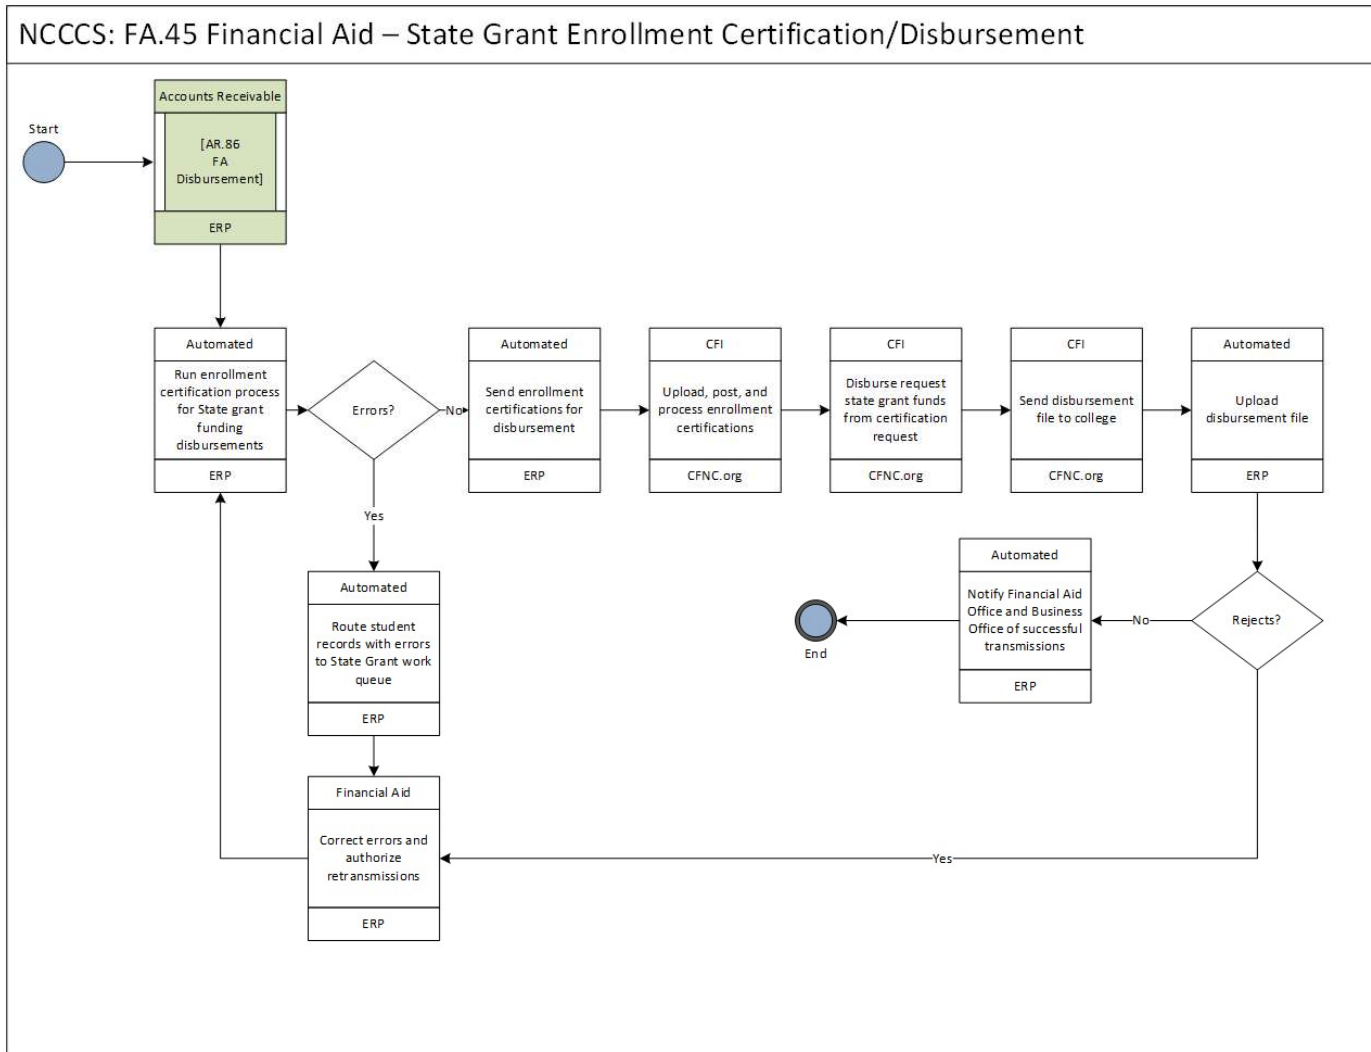 NCCCS: FA.45 Financial Aid – State Grant Enrollment Certification/Disbursement
Start
Accounts Receivable
[AR.86
FA
Disbursement]
ERP
Automated
Run enrollment
certification process
for State grant
funding
disbursements
ERP
Errors?
No
Automated
Send enrollment
certifications for
disbursement
ERP
CFI
Upload, post, and
process enrollment
certifications
CFNC.org
CFI
Disburse request
state grant funds
from certification
request
CFNC.org
CFI
Send disbursement
file to college
CFNC.org
Automated
Upload
disbursement file
ERP
Yes
Automated
Route student
records with errors
to State Grant work
queue
ERP
Rejects?
No
Automated
Notify Financial Aid
Office and Business
Office of successful
transmissions
ERP
End
Financial Aid
Correct errors and
authorize
retransmissions
ERP
Yes